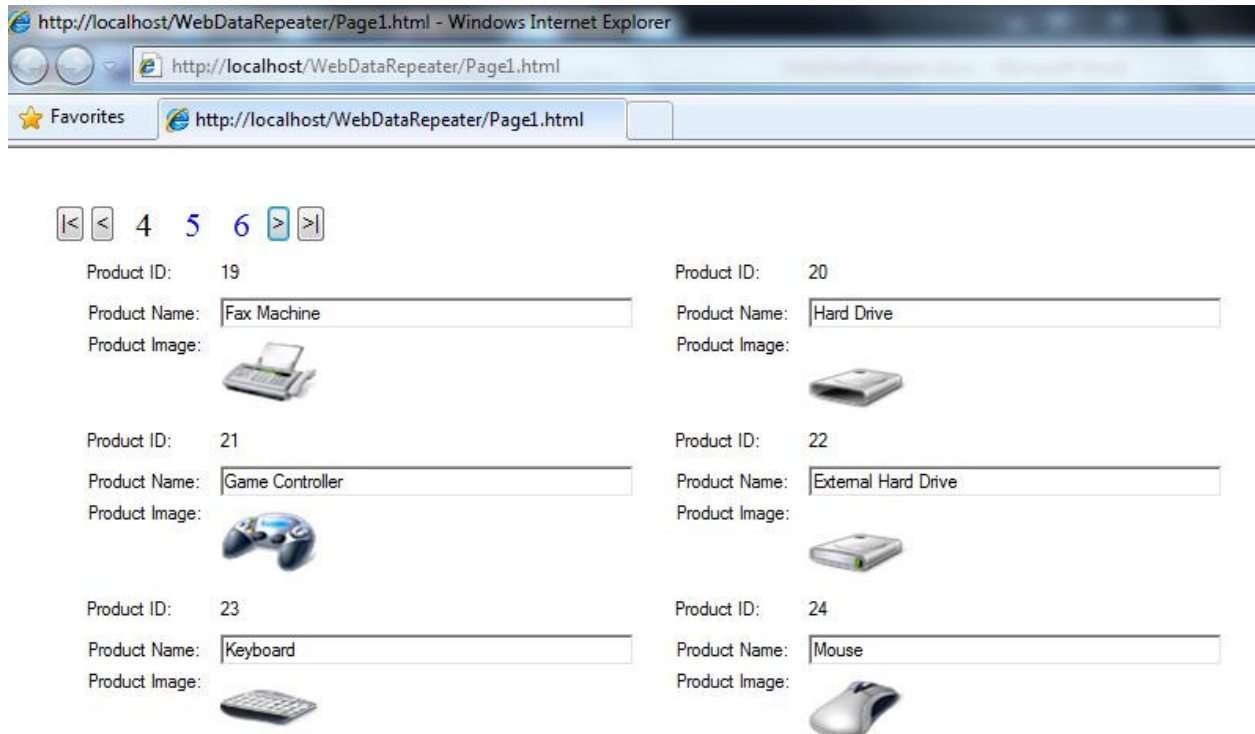 http://localhost/WebDataRepeater/Page1.html - Windows Internet Explorer
http://localhost/WebDataRepeater/Page1.html
Favorites http://localhost/WebDataRepeater/Page1.html
|< < 4 5 6 > >|
Product ID: 19 Product ID: 20
Product Name: Fax Machine Product Name: Hard Drive
Product Image: Product Image:
Product ID: 21 Product ID: 22
Product Name: Game Controller Product Name: External Hard Drive
Product Image: Product Image:
Product ID: 23 Product ID: 24
Product Name: Keyboard Product Name: Mouse
Product Image: Product Image: